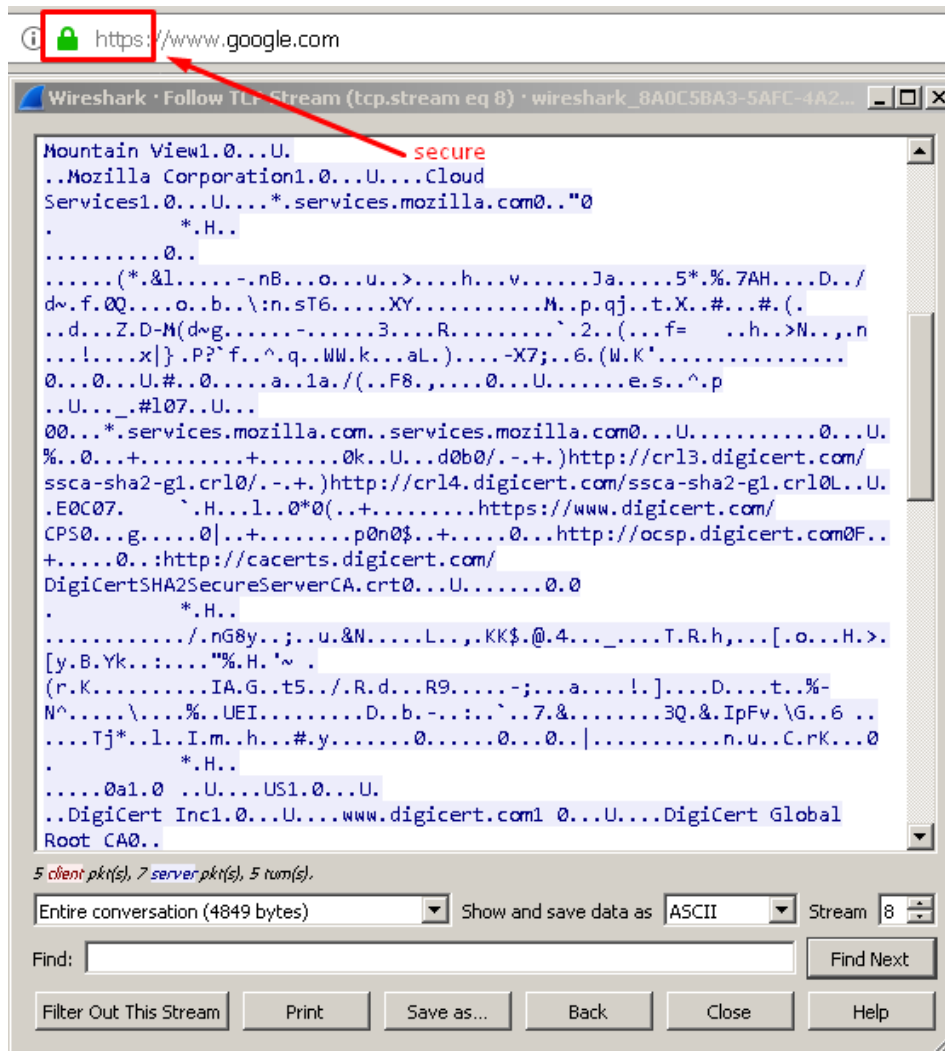 https://www.google.com
Wireshark · Follow TCP Stream (tcp.stream eq 8) · wireshark_8A0C5BA3-5AFC-4A2...
secure
Mountain View1.0...U.
..Mozilla Corporation1.0...U....Cloud
Services1.0...U....*.services.mozilla.com0.."0
.            *.H..
..........0..
......(*.&l.....-.nB...o...u..>....h...v......Ja.....5*.%.7AH....D../
d~.f.0Q....o..b..\:n.sT6.....XY...........M..p.qj..t.X..#...#.(.
..d...Z.D-M(d~g......-......3....R.........`.2..(...f=   ..h..>N..,.n
...!....x|}.P?`f..^.q..WW.k...aL.)....-X7;..6.(W.K'................
0...0...U.#..0.....a..1a./(..F8.,....0...U.......e.s..^.p
..U..._.#l07..U...
00...*.services.mozilla.com..services.mozilla.com0...U...........0...U.
%..0...+.........+.......0k..U...d0b0/.-.+.)http://crl3.digicert.com/
ssca-sha2-g1.crl0/.-.+.)http://crl4.digicert.com/ssca-sha2-g1.crl0L..U.
.E0C07.     `.H...l..0*0(..+.........https://www.digicert.com/
CPS0...g.....0|..+........p0n0$..+.....0...http://ocsp.digicert.com0F..
+.....0..:http://cacerts.digicert.com/
DigiCertSHA2SecureServerCA.crt0...U.......0.0
.            *.H..
............/.nG8y..;..u.&N.....L..,.KK$.@.4..._....T.R.h,...[.o...H.>.
[y.B.Yk..:...."%.H.'~ .
(r.K..........IA.G..t5../.R.d...R9.....-;...a....!.]....D....t..%-
N^.....\....%..UEI.........D..b.-..:..`..7.&........3Q.&.IpFv.\G..6 ..
....Tj*..l..I.m..h...#.y.......0......0...0..|...........n.u..C.rK...0
.            *.H..
.....0a1.0 ..U....US1.0...U.
..DigiCert Inc1.0...U....www.digicert.com1 0...U....DigiCert Global
Root CA0..
5 client pkt(s), 7 server pkt(s), 5 turn(s).
Entire conversation (4849 bytes) Show and save data as ASCII Stream 8
Find: Find Next
Filter Out This Stream Print Save as... Back Close Help